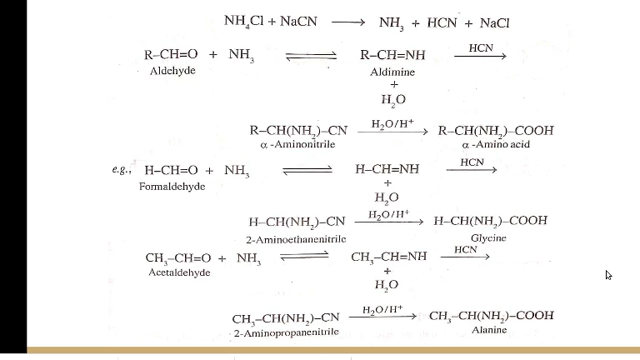 NH₄Cl + NaCN ⟶ NH₃ + HCN + NaCl
R–CH=O + NH₃ ⇌ R–CH=NH HCN ⟶
Aldehyde Aldimine
+
H₂O
R–CH(NH₂)–CN H₂O/H⁺ ⟶ R–CH(NH₂)–COOH
α -Aminonitrile α -Amino acid
e.g., H–CH=O + NH₃ ⇌ H–CH=NH HCN ⟶
Formaldehyde +
H₂O
H–CH(NH₂)–CN H₂O/H⁺ ⟶ H–CH(NH₂)–COOH
2-Aminoethanenitrile Glycine
CH₃–CH=O + NH₃ ⇌ CH₃–CH=NH HCN ⟶
Acetaldehyde +
H₂O
CH₃–CH(NH₂)–CN H₂O/H⁺ ⟶ CH₃–CH(NH₂)–COOH
2-Aminopropanenitrile Alanine